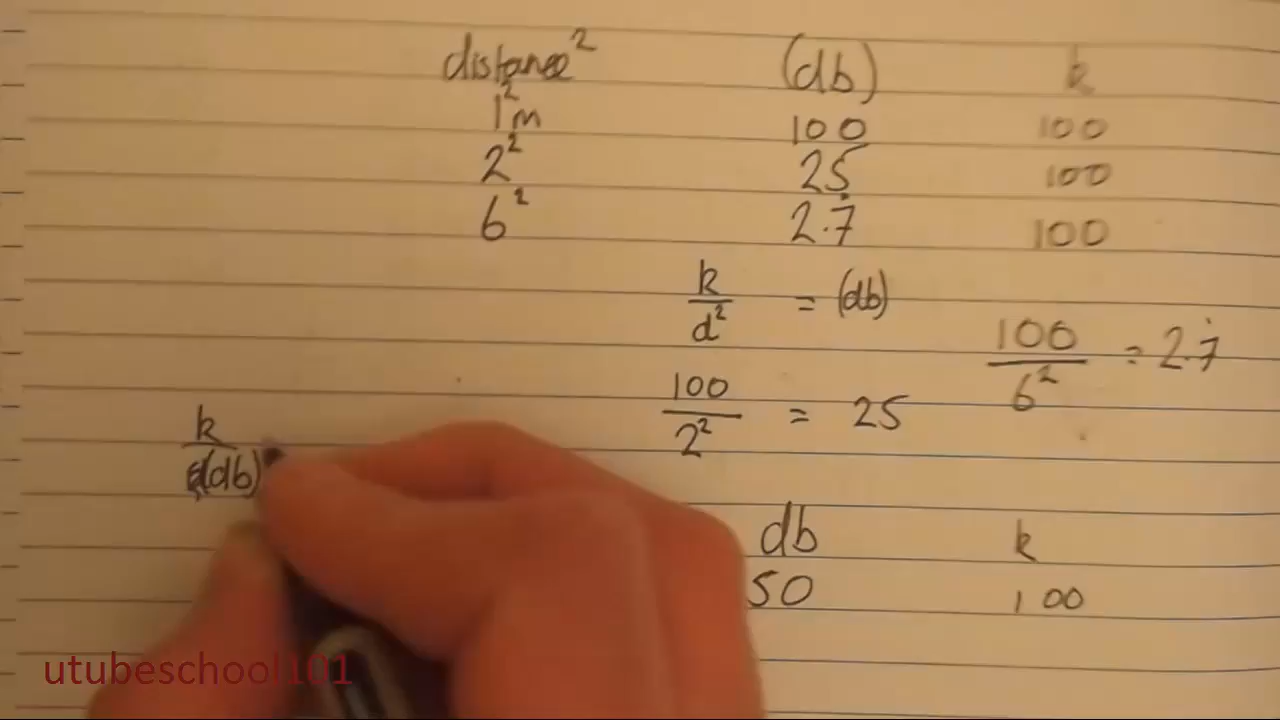 distance² (db) k
1²m 100 100
2² 25 100
6² 2.7̇ 100
k/d² = (db)
100/6² = 2.7̇
100/2² = 25
k/(db)
db k
50 100
utubeschool101